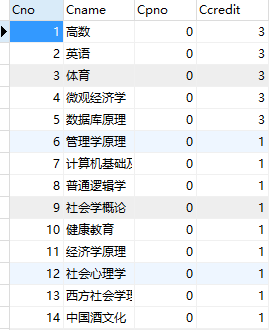 Cno Cname Cpno Ccredit
1 高数 0 3
2 英语 0 3
3 体育 0 3
4 微观经济学 0 3
5 数据库原理 0 3
6 管理学原理 0 1
7 计算机基础及 0 1
8 普通逻辑学 0 1
9 社会学概论 0 1
10 健康教育 0 1
11 经济学原理 0 1
12 社会心理学 0 1
13 西方社会学理 0 1
14 中国酒文化 0 1